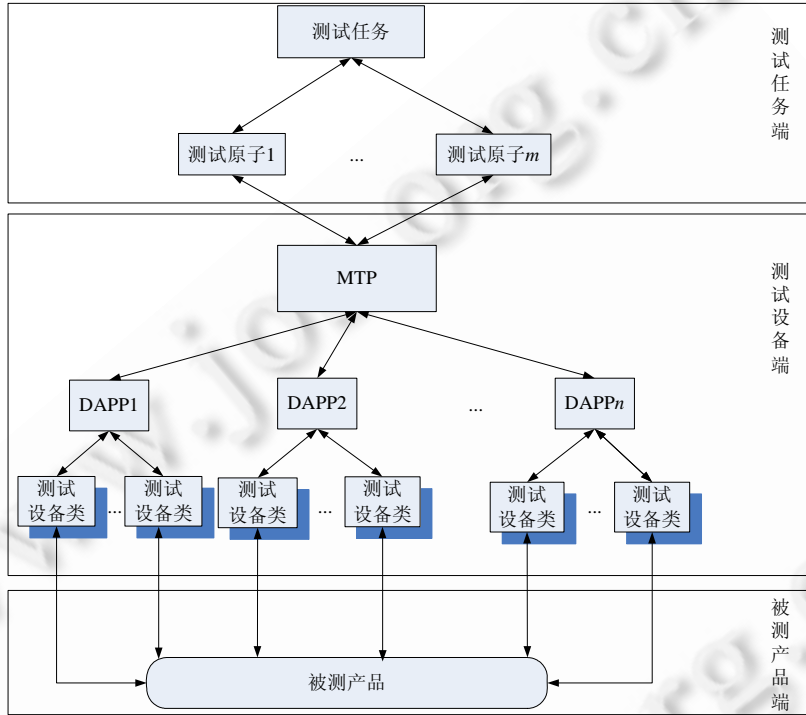 测试任务
测试任务端
测试原子1
...
测试原子m
MTP
测试设备端
DAPP1
DAPP2
...
DAPPn
测试
设备类
...
测试
设备类
测试
设备类
...
测试
设备类
测试
设备类
...
测试
设备类
被测产品
被测产品端